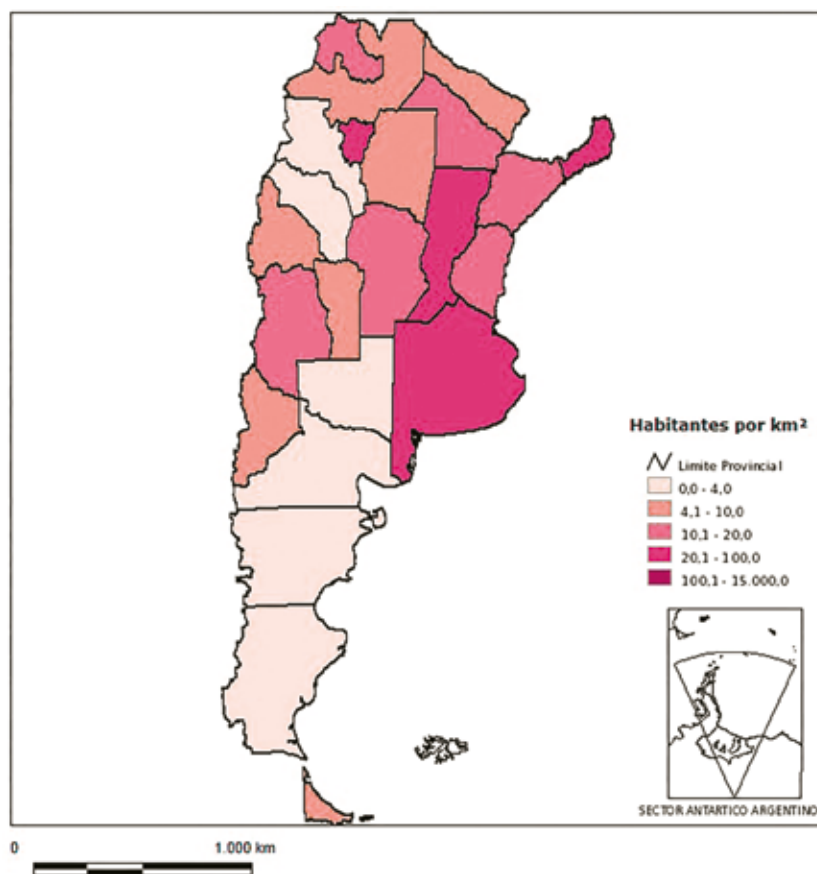 Habitantes por km²
Limite Provincial
0,0 - 4,0
4,1 - 10,0
10,1 - 20,0
20,1 - 100,0
100,1 - 15.000,0
SECTOR ANTARTICO ARGENTINO
0 1.000 km